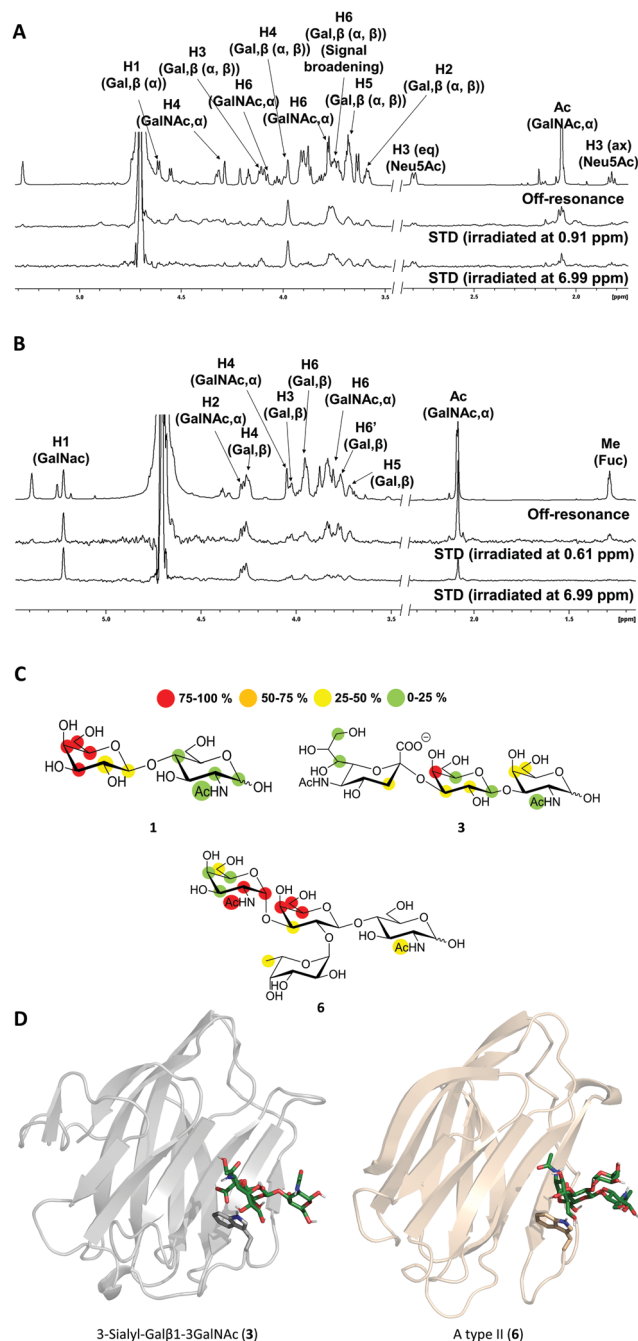 A
H1
(Gal,β (α))
H4
(GalNAc,α)
H3
(Gal,β (α, β))
H6
(GalNAc,α)
H4
(Gal,β (α, β))
H6
(GalNAc,α)
H6
(Gal,β (α, β))
(Signal
broadening)
H5
(Gal,β (α, β))
H2
(Gal,β (α, β))
H3 (eq)
(Neu5Ac)
Ac
(GalNAc,α)
H3 (ax)
(Neu5Ac)
Off-resonance
STD (irradiated at 0.91 ppm)
STD (irradiated at 6.99 ppm)
5.0 4.5 4.0 3.5 2.5 2.0 [ppm]
B
H1
(GalNac)
H2
(GalNAc,α)
H4
(Gal,β)
H4
(GalNAc,α)
H3
(Gal,β)
H6
(Gal,β)
H6
(GalNAc,α)
H6'
(Gal,β)
H5
(Gal,β)
Ac
(GalNAc,α)
Me
(Fuc)
Off-resonance
STD (irradiated at 0.61 ppm)
STD (irradiated at 6.99 ppm)
5.0 4.5 4.0 3.5 2.0 1.5 [ppm]
C
75-100 % 50-75 % 25-50 % 0-25 %
OH
OH
O
HO
OH
O
OH
O
HO
AcHN
OH
1
HO
OH
COO⊖
HO
AcHN
HO
O
O
OH
OH
O
OH
O
OH
OH
O
AcHN
OH
3
OH
OH
O
HO
AcHN
O
OH
OH
O
O
O
OH
O
HO
AcHN
OH
O
OH
HO
OH
6
D
3-Sialyl-Galβ1-3GalNAc (3)
A type II (6)